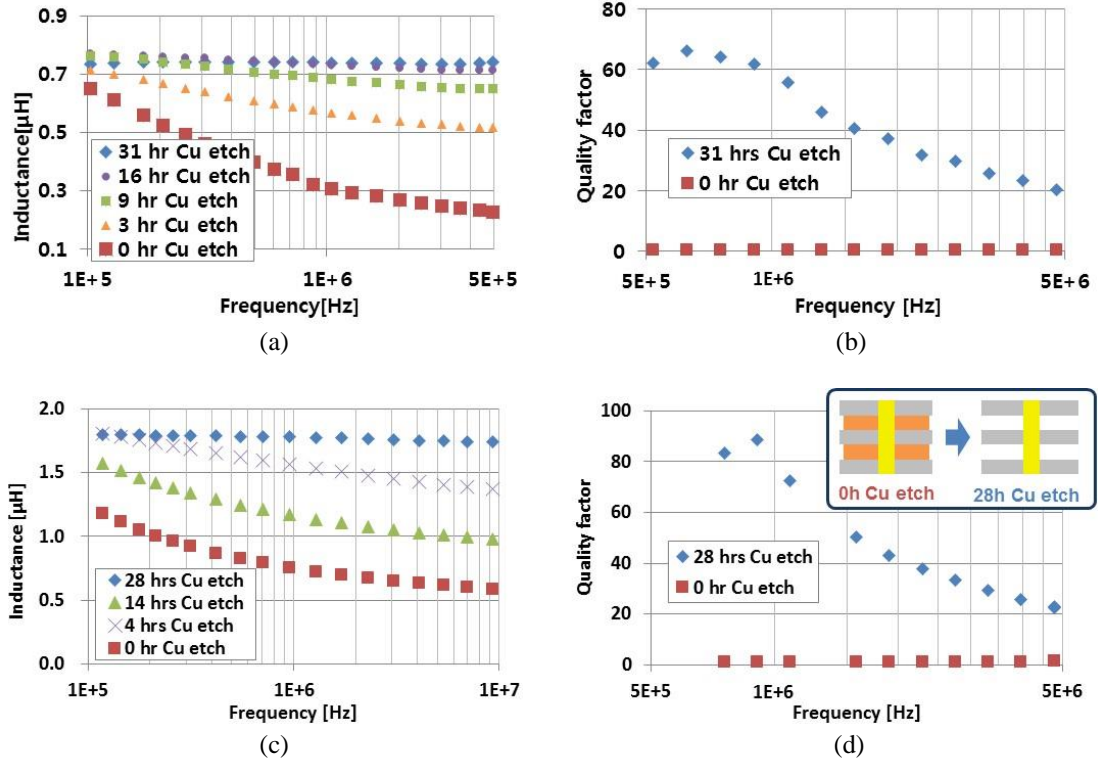 0.9
0.7
0.5
0.3
0.1
Inductance[μH]
31 hr Cu etch
16 hr Cu etch
9 hr Cu etch
3 hr Cu etch
0 hr Cu etch
1E+5
1E+6
5E+5
Frequency[Hz]
(a)
80
60
40
20
0
Quality factor
31 hrs Cu etch
0 hr Cu etch
5E+5
1E+6
5E+6
Frequency [Hz]
(b)
2.0
1.5
1.0
0.5
0.0
Inductance [μH]
28 hrs Cu etch
14 hrs Cu etch
4 hrs Cu etch
0 hr Cu etch
1E+5
1E+6
1E+7
Frequency [Hz]
(c)
100
80
60
40
20
0
Quality factor
0h Cu etch
28h Cu etch
28 hrs Cu etch
0 hr Cu etch
5E+5
1E+6
5E+6
Frequency [Hz]
(d)